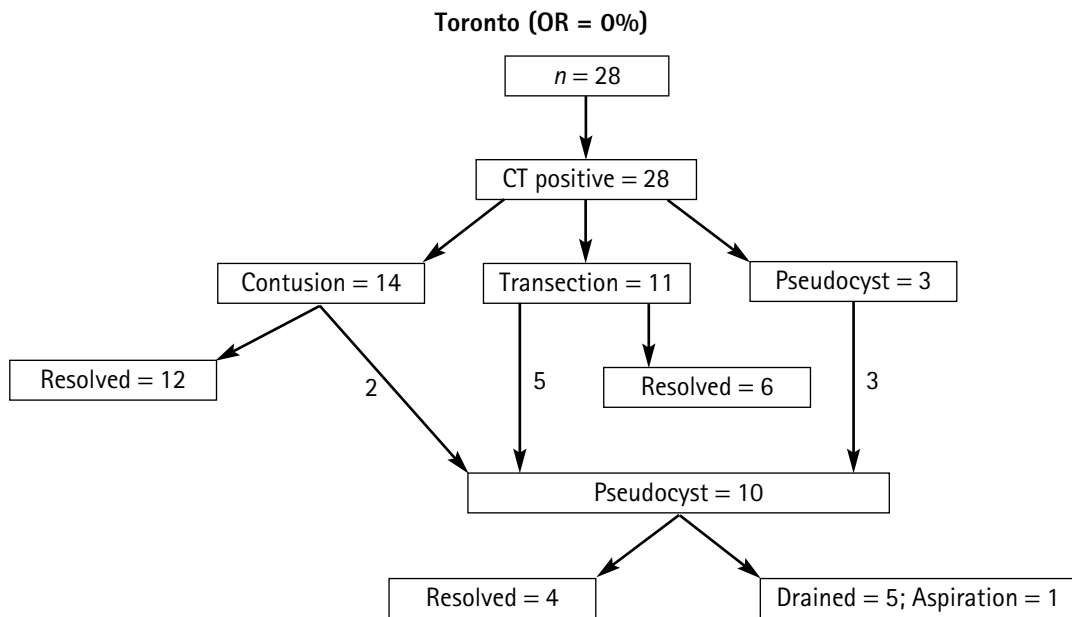 Toronto (OR = 0%)
n = 28
CT positive = 28
Contusion = 14
Transection = 11
Pseudocyst = 3
Resolved = 12
2
5
Resolved = 6
3
Pseudocyst = 10
Resolved = 4
Drained = 5; Aspiration = 1